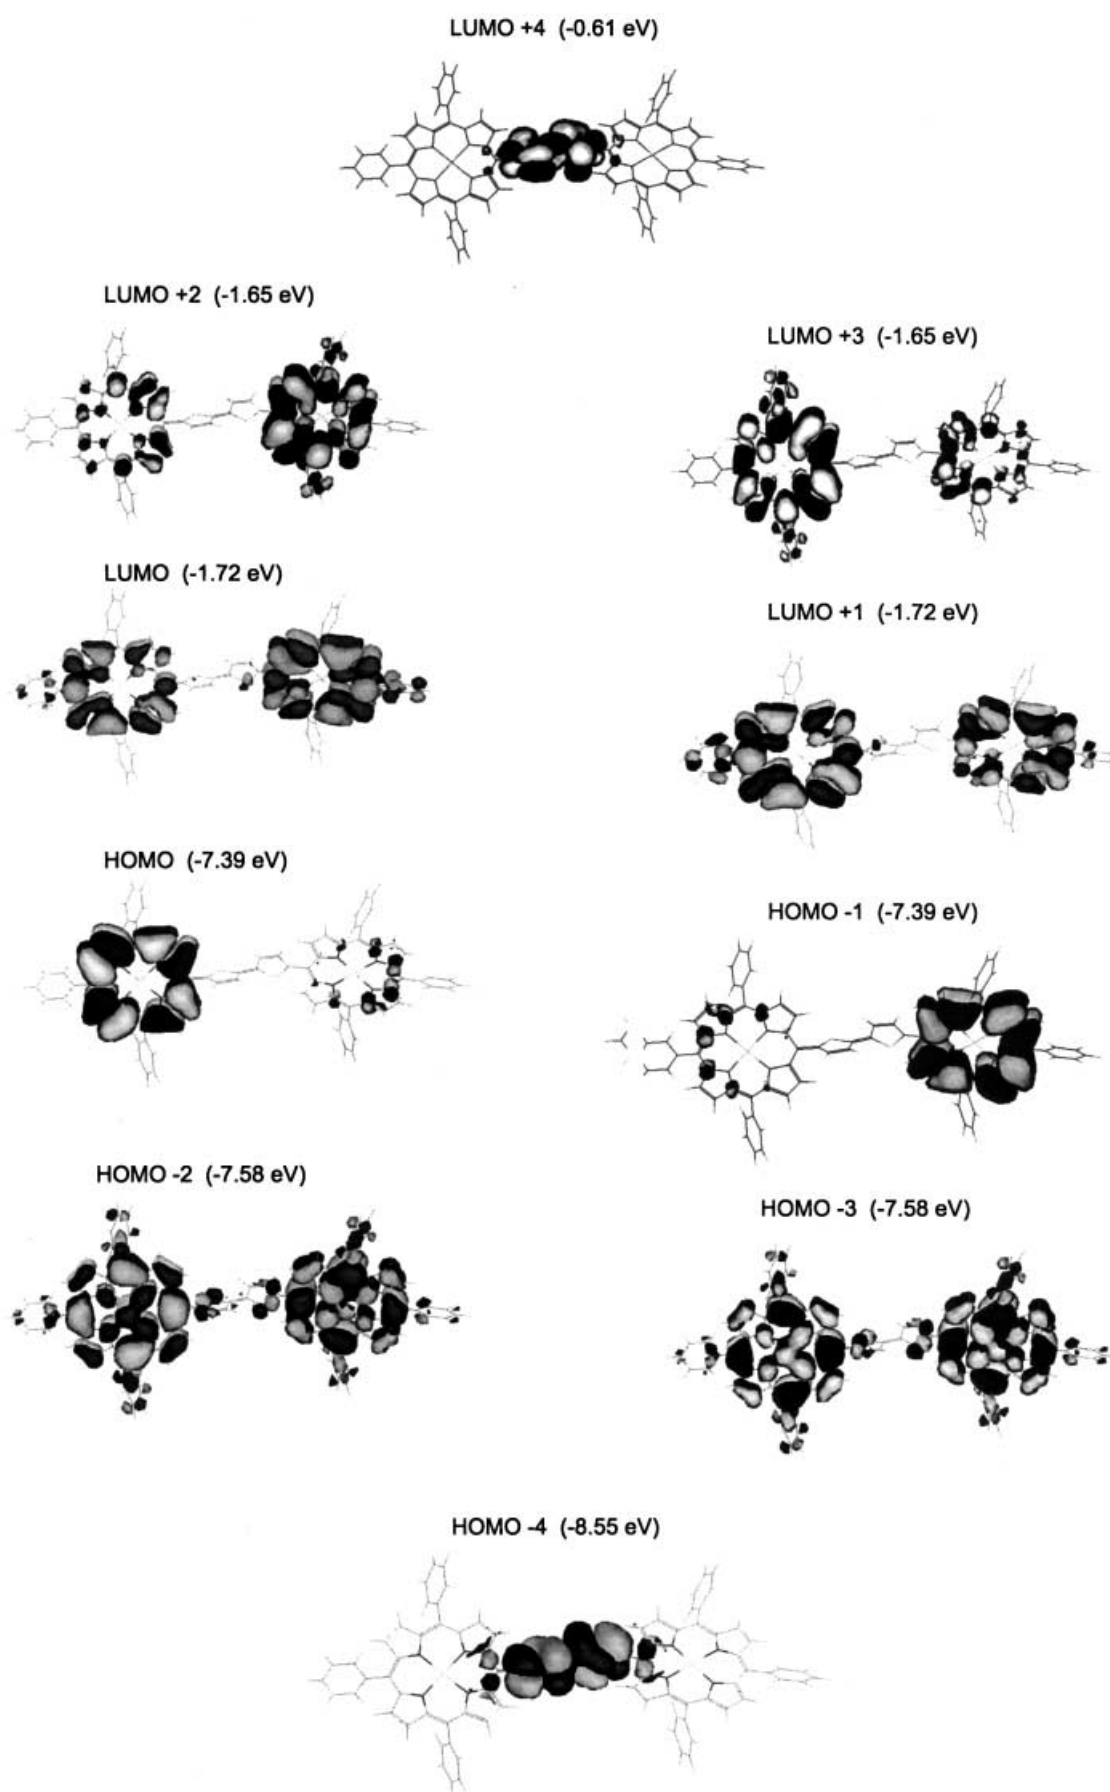 LUMO +4 (-0.61 eV)
LUMO +2 (-1.65 eV)
LUMO +3 (-1.65 eV)
LUMO (-1.72 eV)
LUMO +1 (-1.72 eV)
HOMO (-7.39 eV)
HOMO -1 (-7.39 eV)
HOMO -2 (-7.58 eV)
HOMO -3 (-7.58 eV)
HOMO -4 (-8.55 eV)